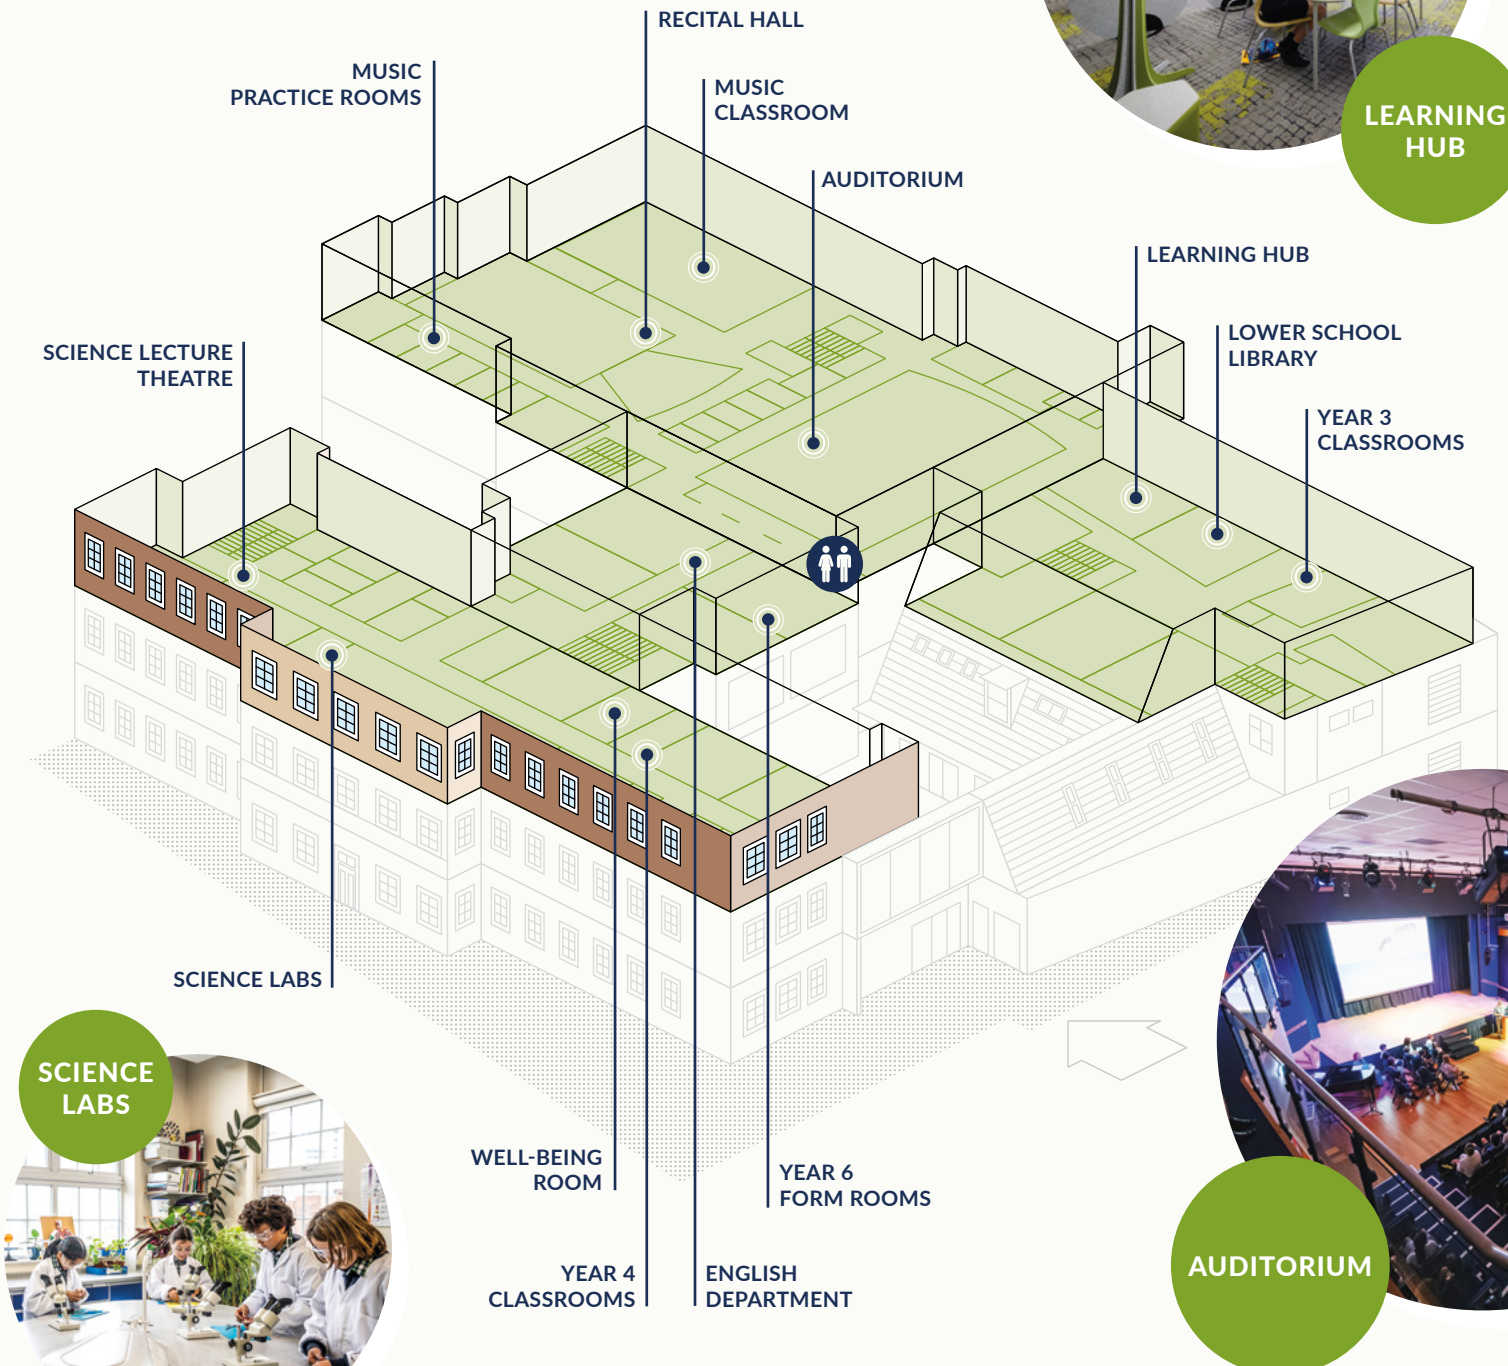 RECITAL HALL
MUSIC
PRACTICE ROOMS
MUSIC
CLASSROOM
LEARNING
HUB
AUDITORIUM
LEARNING HUB
LOWER SCHOOL
LIBRARY
SCIENCE LECTURE
THEATRE
YEAR 3
CLASSROOMS
SCIENCE LABS
SCIENCE
LABS
WELL-BEING
ROOM
YEAR 6
FORM ROOMS
YEAR 4
CLASSROOMS
ENGLISH
DEPARTMENT
AUDITORIUM